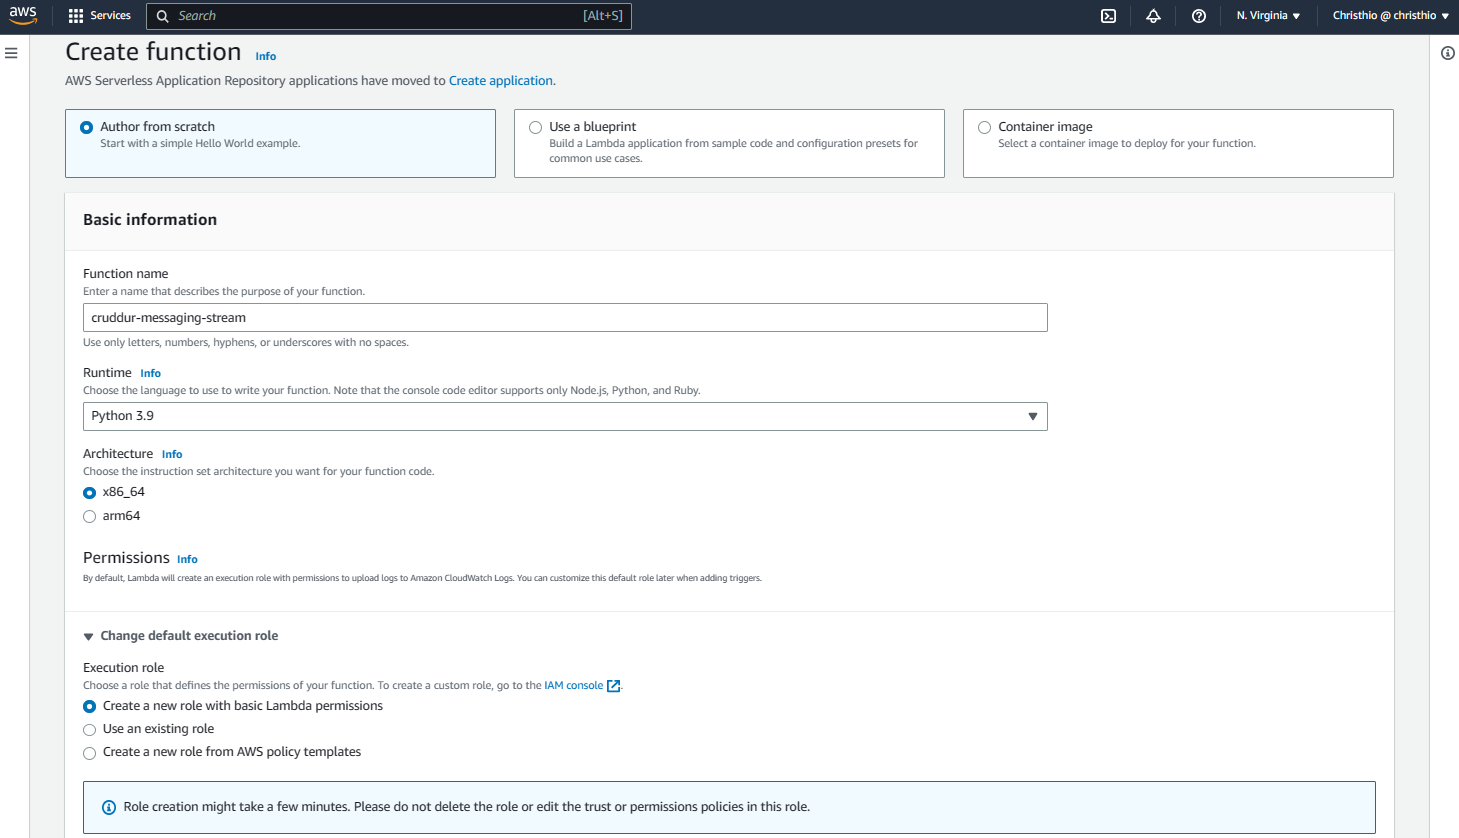 aws
Services
Search
[Alt+S]
N. Virginia
Christhio @ christhio
Create function Info
AWS Serverless Application Repository applications have moved to Create application.
Author from scratch
Start with a simple Hello World example.
Use a blueprint
Build a Lambda application from sample code and configuration presets for
common use cases.
Container image
Select a container image to deploy for your function.
Basic information
Function name
Enter a name that describes the purpose of your function.
cruddur-messaging-stream
Use only letters, numbers, hyphens, or underscores with no spaces.
Runtime Info
Choose the language to use to write your function. Note that the console code editor supports only Node.js, Python, and Ruby.
Python 3.9
Architecture Info
Choose the instruction set architecture you want for your function code.
x86_64
arm64
Permissions Info
By default, Lambda will create an execution role with permissions to upload logs to Amazon CloudWatch Logs. You can customize this default role later when adding triggers.
Change default execution role
Execution role
Choose a role that defines the permissions of your function. To create a custom role, go to the IAM console.
Create a new role with basic Lambda permissions
Use an existing role
Create a new role from AWS policy templates
Role creation might take a few minutes. Please do not delete the role or edit the trust or permissions policies in this role.